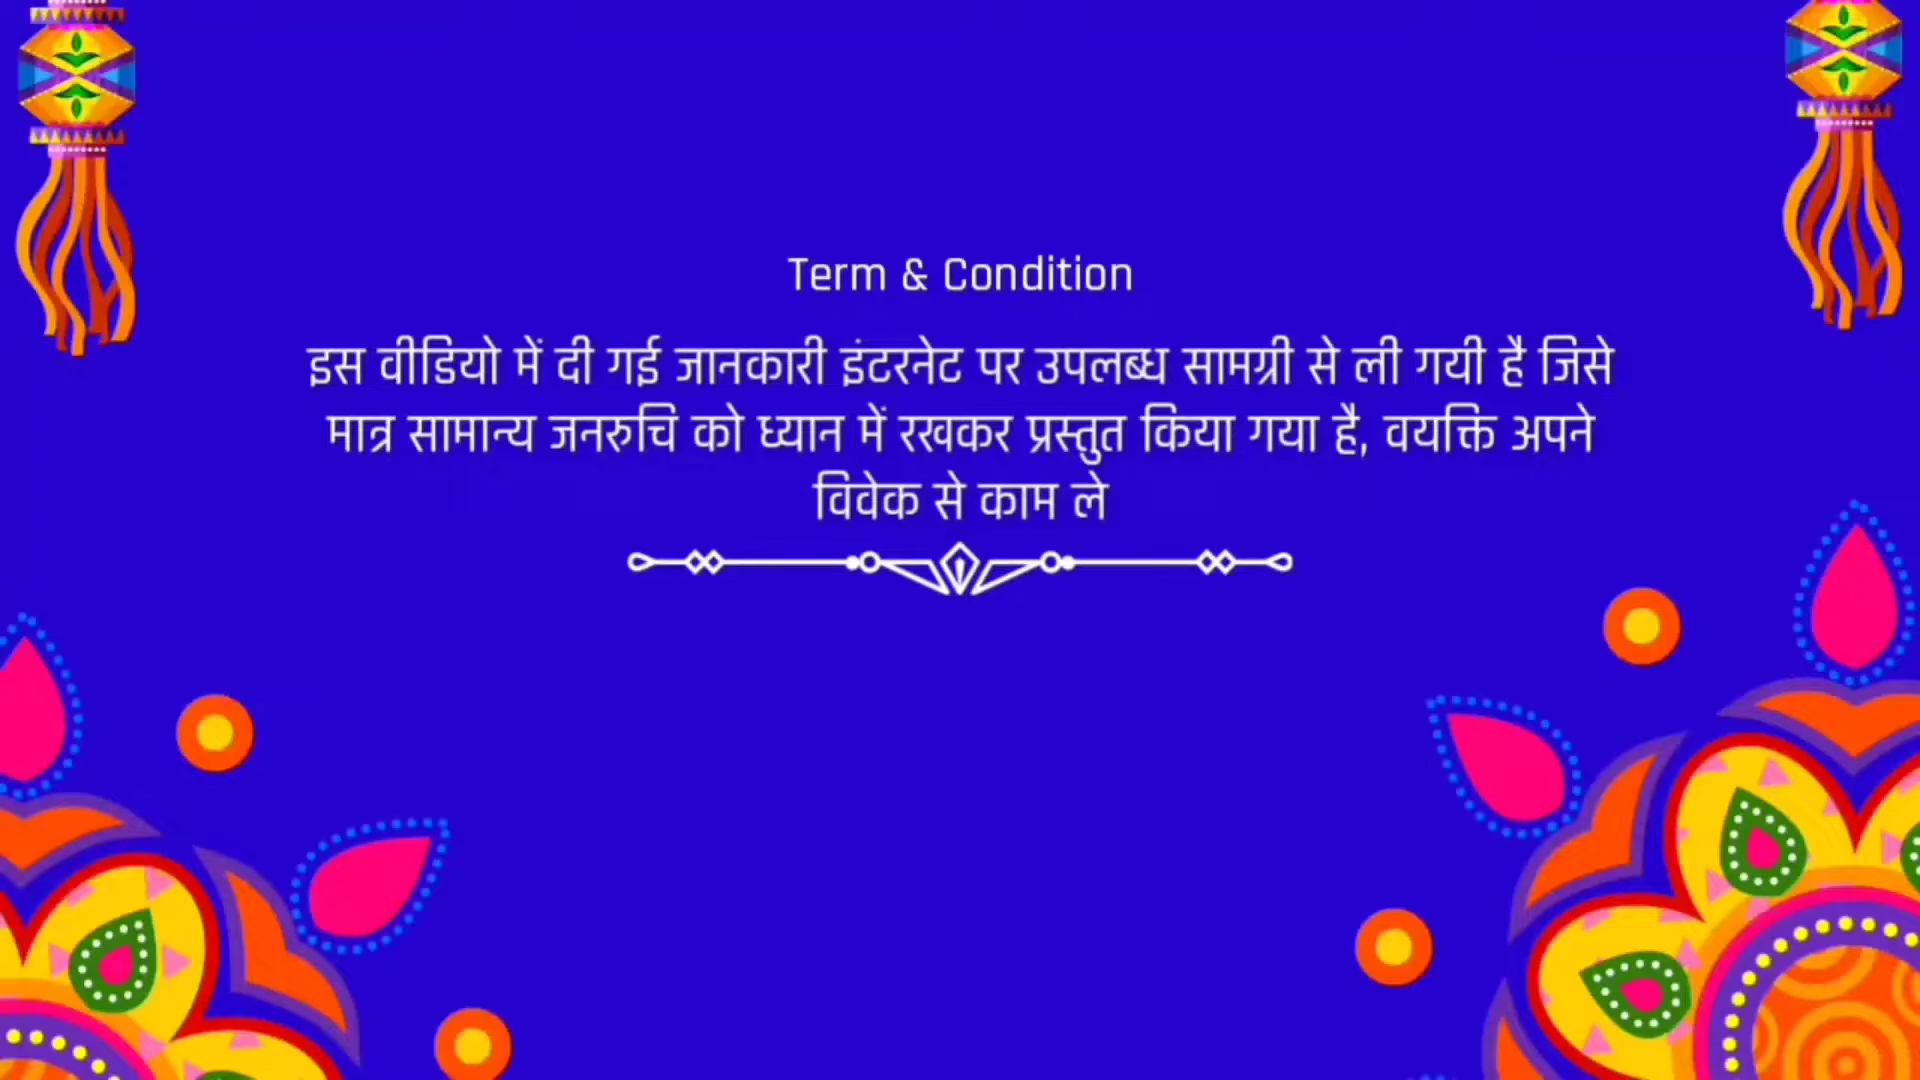 Term & Condition
इस वीडियो में दी गई जानकारी इंटरनेट पर उपलब्ध सामग्री से ली गयी है जिसे
मात्र सामान्य जनरुचि को ध्यान में रखकर प्रस्तुत किया गया है, वयक्ति अपने
विवेक से काम ले